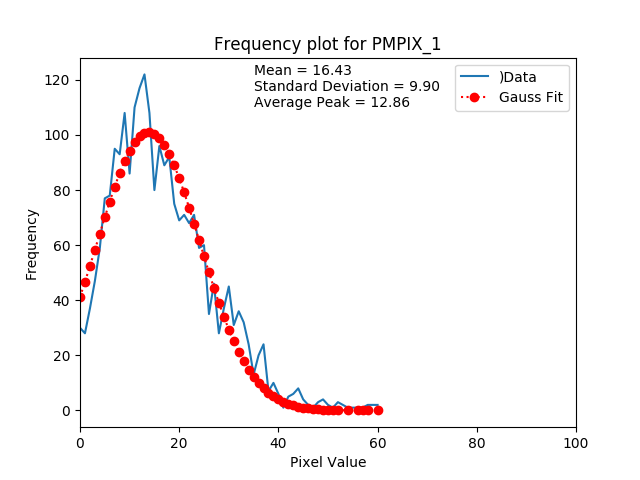 Frequency plot for PMPIX_1
Mean = 16.43
Standard Deviation = 9.90
Average Peak = 12.86
)Data
Gauss Fit
120
100
80
60
40
20
0
Frequency
0 20 40 60 80 100
Pixel Value